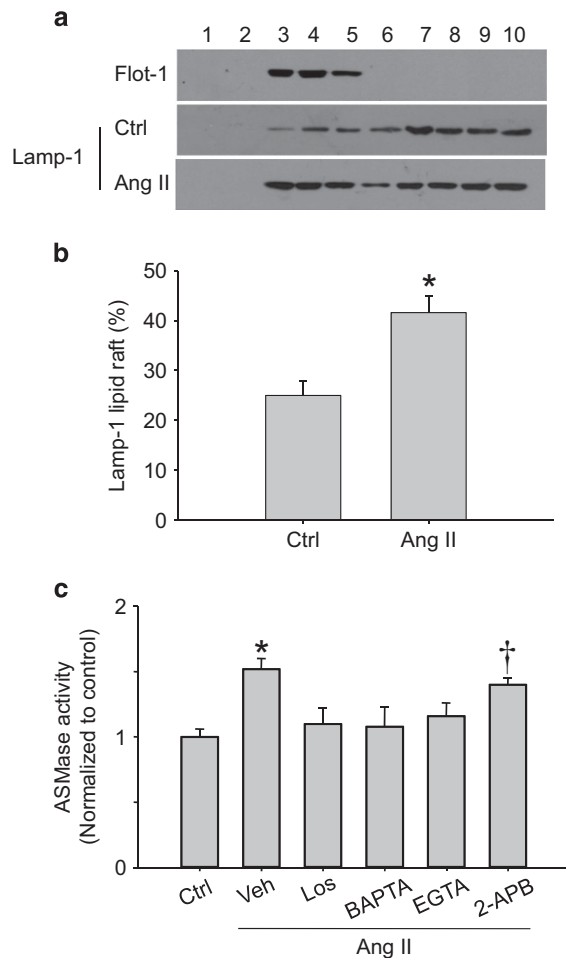 a
1 2 3 4 5 6 7 8 9 10
Flot-1
Ctrl
Lamp-1
Ang II
b
Lamp-1 lipid raft (%)
50
40
30
20
10
0
*
Ctrl Ang II
c
ASMase activity
(Normalized to control)
2
1
0
*
†
Ctrl Veh Los BAPTA EGTA 2-APB
Ang II